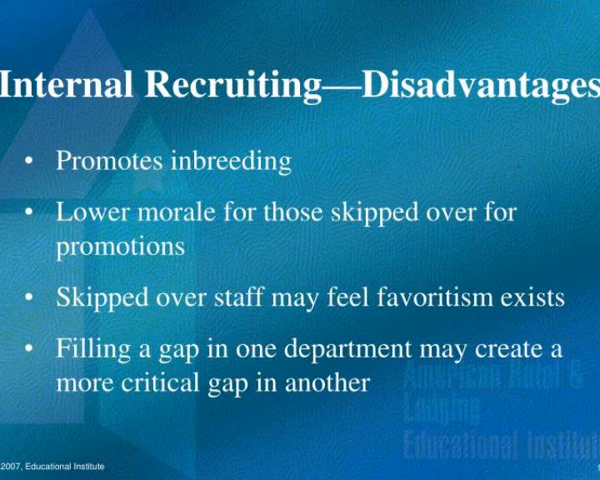 Internal Recruiting—Disadvantages
• Promotes inbreeding
• Lower morale for those skipped over for
promotions
• Skipped over staff may feel favoritism exists
• Filling a gap in one department may create a
more critical gap in another
American Hotel &
Lodging
Educational Institute
2007, Educational Institute